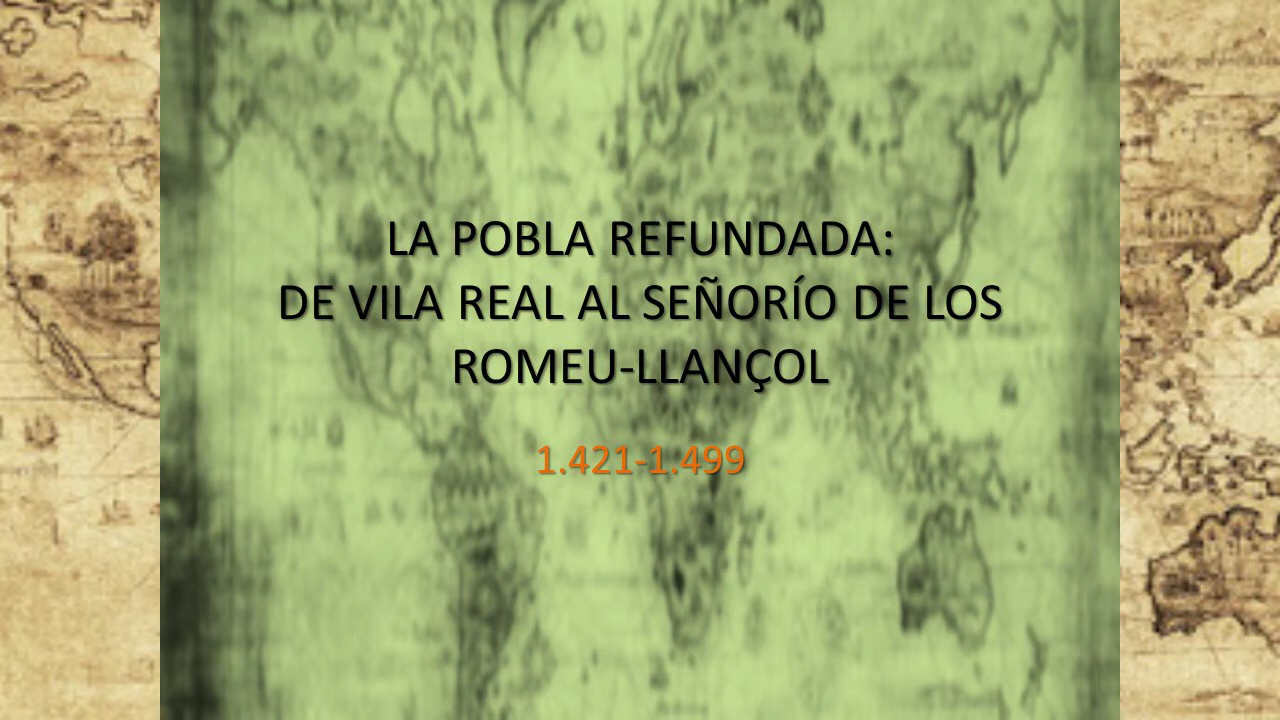 LA POBLA REFUNDADA:
DE VILA REAL AL SEÑORÍO DE LOS
ROMEU-LLANÇOL
1.421-1.499